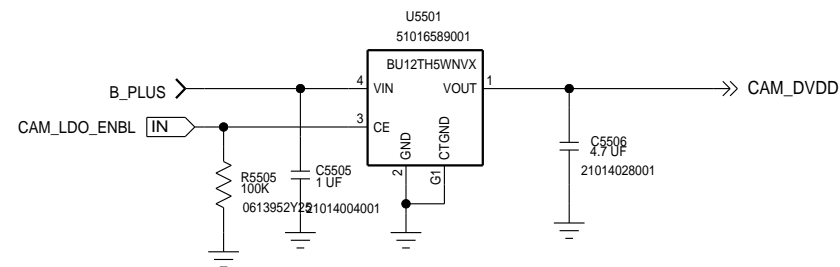 U5501
51016589001
BU12TH5WNVX
B_PLUS
4
VIN
VOUT
1
CAM_DVDD
CAM_LDO_ENBL
IN
3
CE
GND
CTGND
2
G1
R5505
100K
0613952Y25
C5505
1 UF
21014004001
C5506
4.7 UF
21014028001